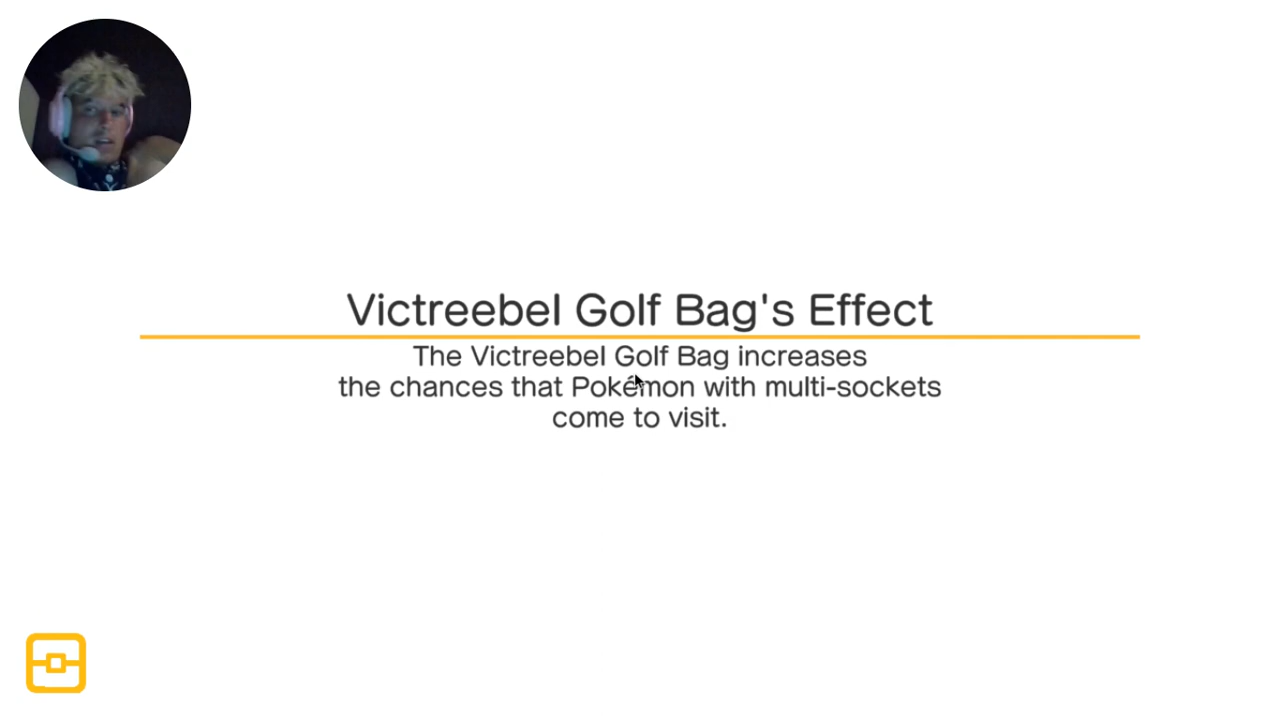 Victreebel Golf Bag's Effect
The Victreebel Golf Bag increases
the chances that Pokémon with multi-sockets
come to visit.